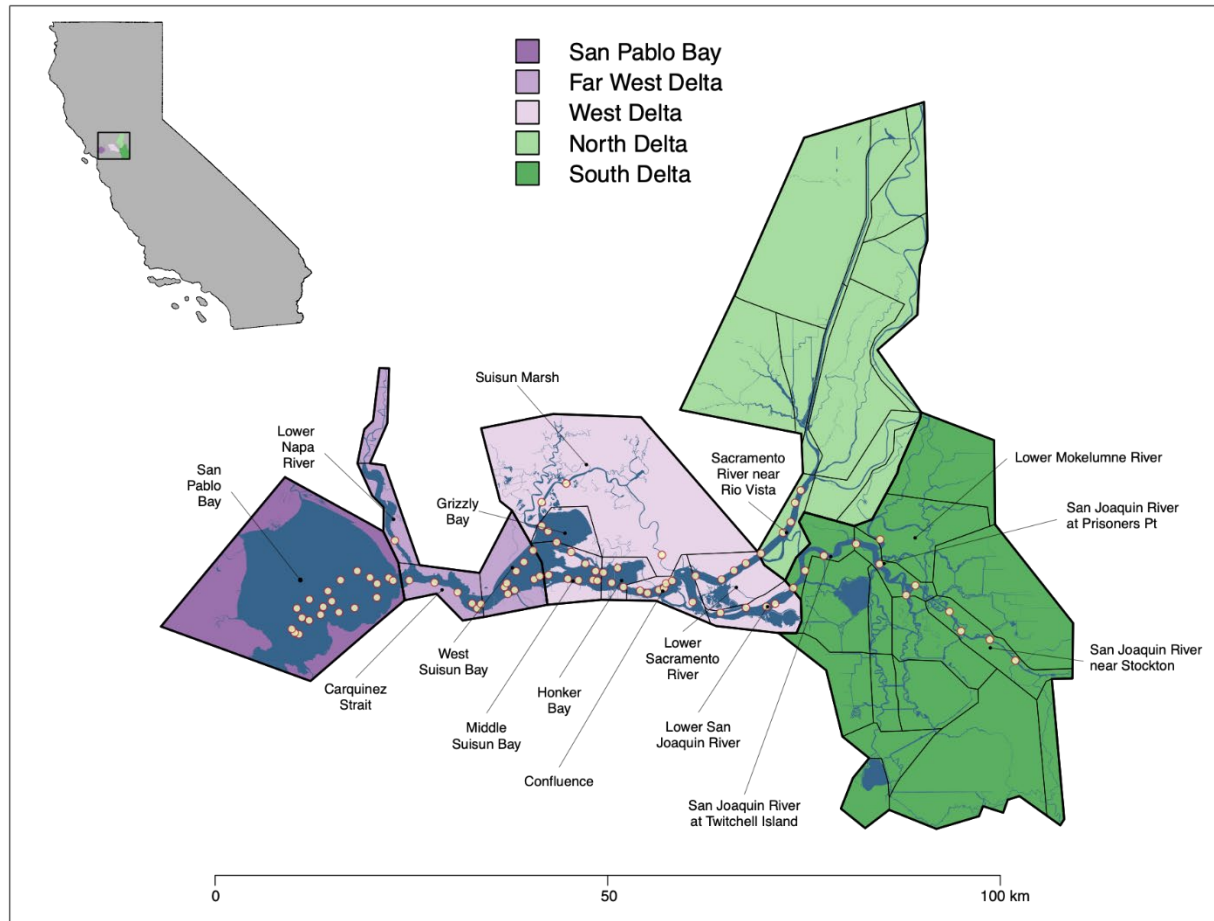 San Pablo Bay
Far West Delta
West Delta
North Delta
South Delta
Suisun Marsh
Lower
Napa
River
San
Pablo
Bay
Grizzly
Bay
Sacramento
River near
Rio Vista
Lower Mokelumne River
San Joaquin River
at Prisoners Pt
Carquinez
Strait
West
Suisun Bay
Middle
Suisun Bay
Honker
Bay
Confluence
Lower
Sacramento
River
Lower San
Joaquin River
San Joaquin River
at Twitchell Island
San Joaquin River
near Stockton
0
50
100 km